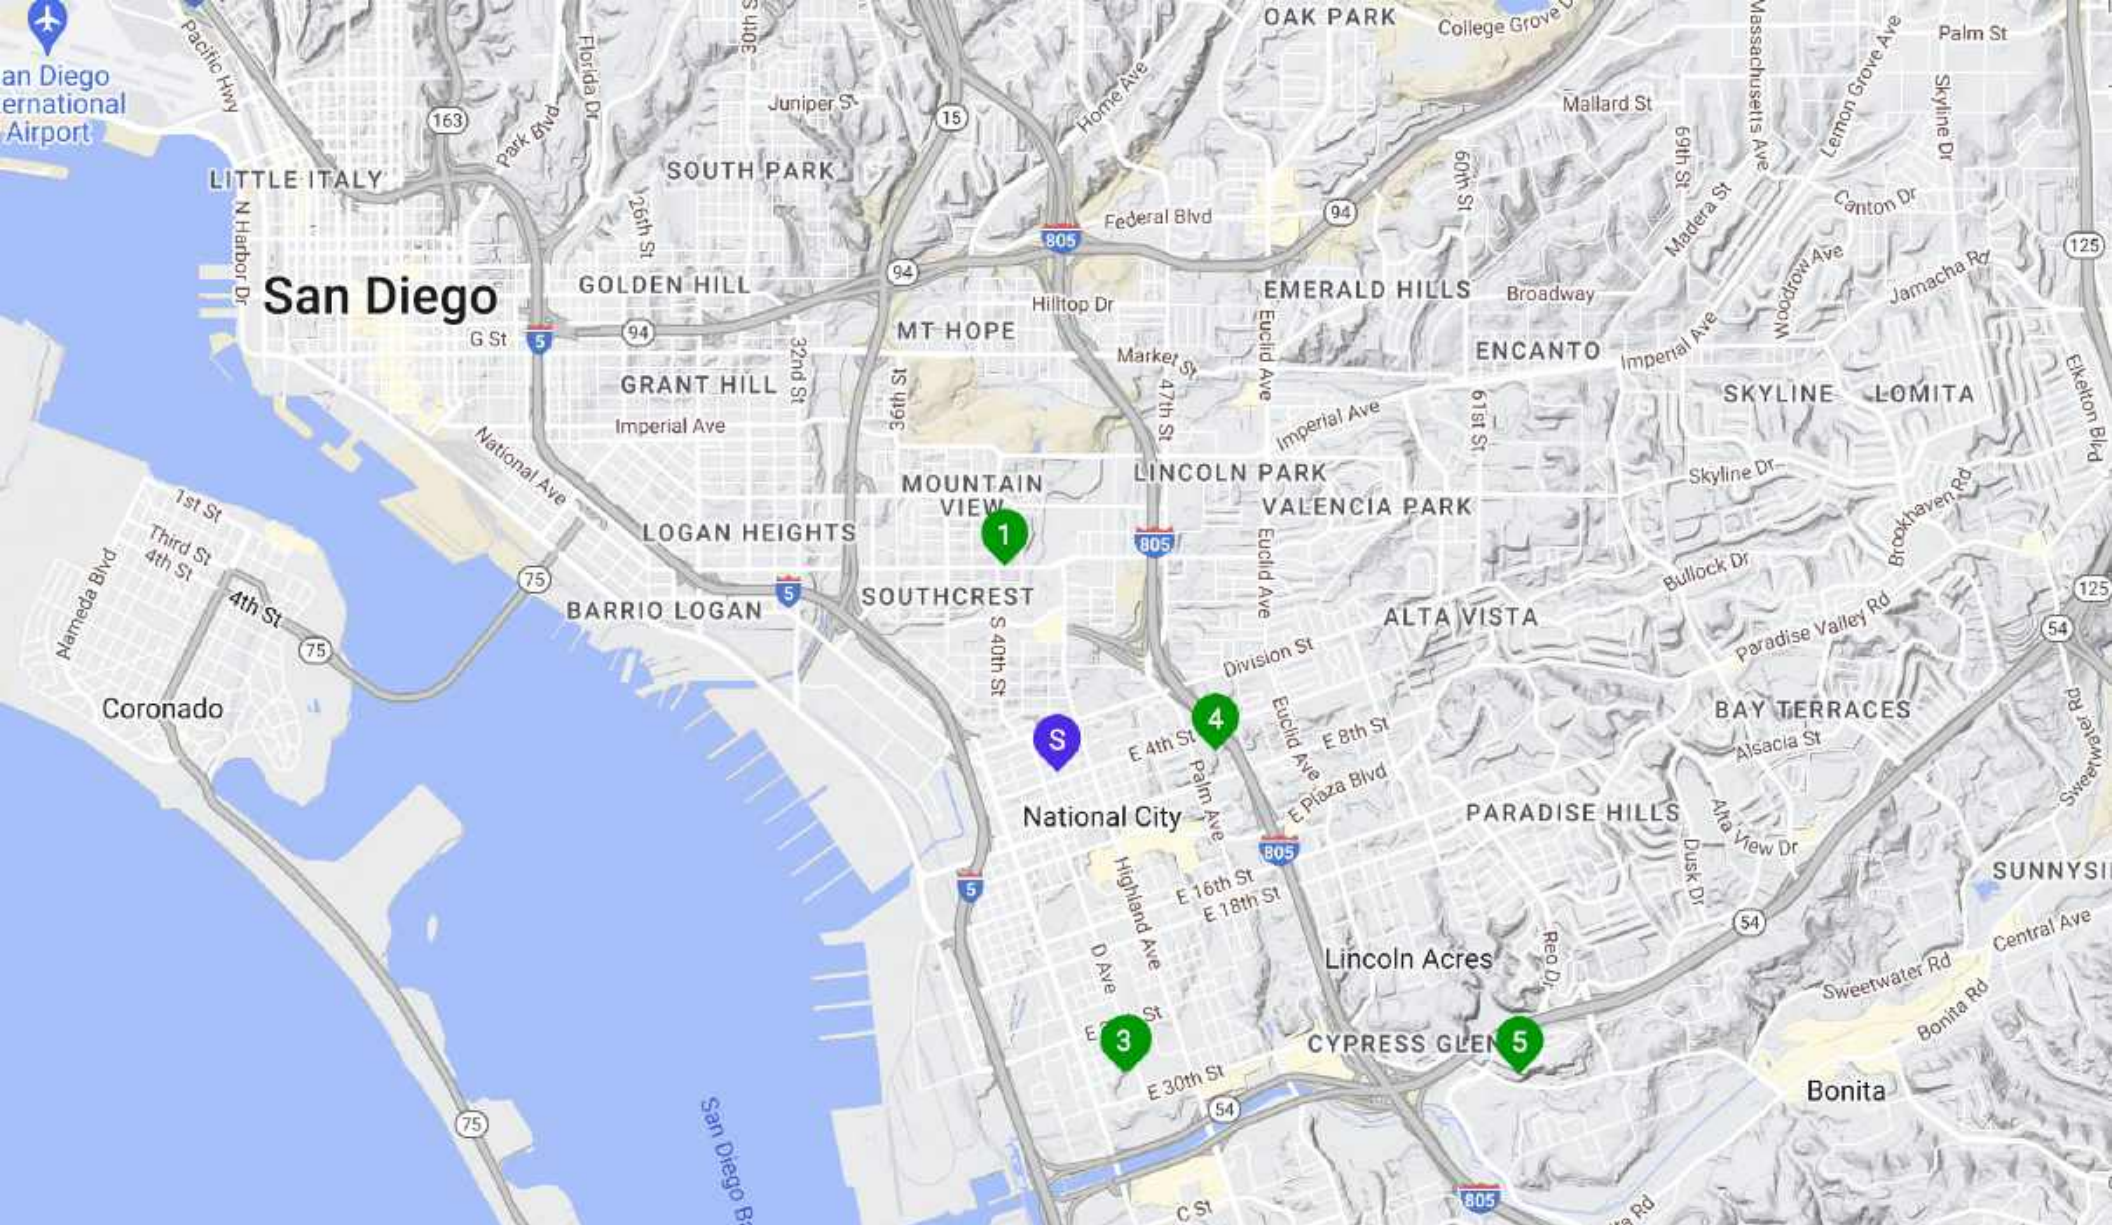 OAK PARK
College Grove D
Palm St
Pacific Hwy
Florida Dr
30th S
Massachusetts Ave
Lemon Grove Ave
an Diego
ernational
Airport
Juniper St
Home Ave
Mallard St
Skyline Dr
163
15
Park Blvd
SOUTH PARK
60th St
69th St
LITTLE ITALY
26th St
Federal Blvd
94
Canton Dr
Madera St
N Harbor Dr
805
125
94
Woodrow Ave
Jamacha Rd
San Diego
GOLDEN HILL
EMERALD HILLS
Broadway
Hilltop Dr
G St
5
94
MT HOPE
Market St
Euclid Ave
ENCANTO
Imperial Ave
32nd St
36th St
GRANT HILL
47th St
61st St
SKYLINE
LOMITA
Elkelton Blvd
Imperial Ave
Imperial Ave
National Ave
MOUNTAIN
VIEW
LINCOLN PARK
Skyline Dr
1st St
VALENCIA PARK
Brookhaven Rd
LOGAN HEIGHTS
1
805
Third St
4th St
Euclid Ave
Bullock Dr
Alameda Blvd
75
5
SOUTHCREST
125
4th St
BARRIO LOGAN
ALTA VISTA
Paradise Valley Rd
54
75
S 40th St
Division St
Coronado
4
Euclid Ave
BAY TERRACES
Sweetwater Rd
S
E 4th St
E 8th St
Alsacia St
Palm Ave
E Plaza Blvd
National City
PARADISE HILLS
Alta View Dr
805
Dusk Dr
SUNNYSI
5
Highland Ave
E 16th St
E 18th St
54
Central Ave
D Ave
Lincoln Acres
Reo Dr
Sweetwater Rd
Bonita Rd
E
St
3
CYPRESS GLEN
5
E 30th St
Bonita
54
75
San Diego Ba
805
C St
Rd